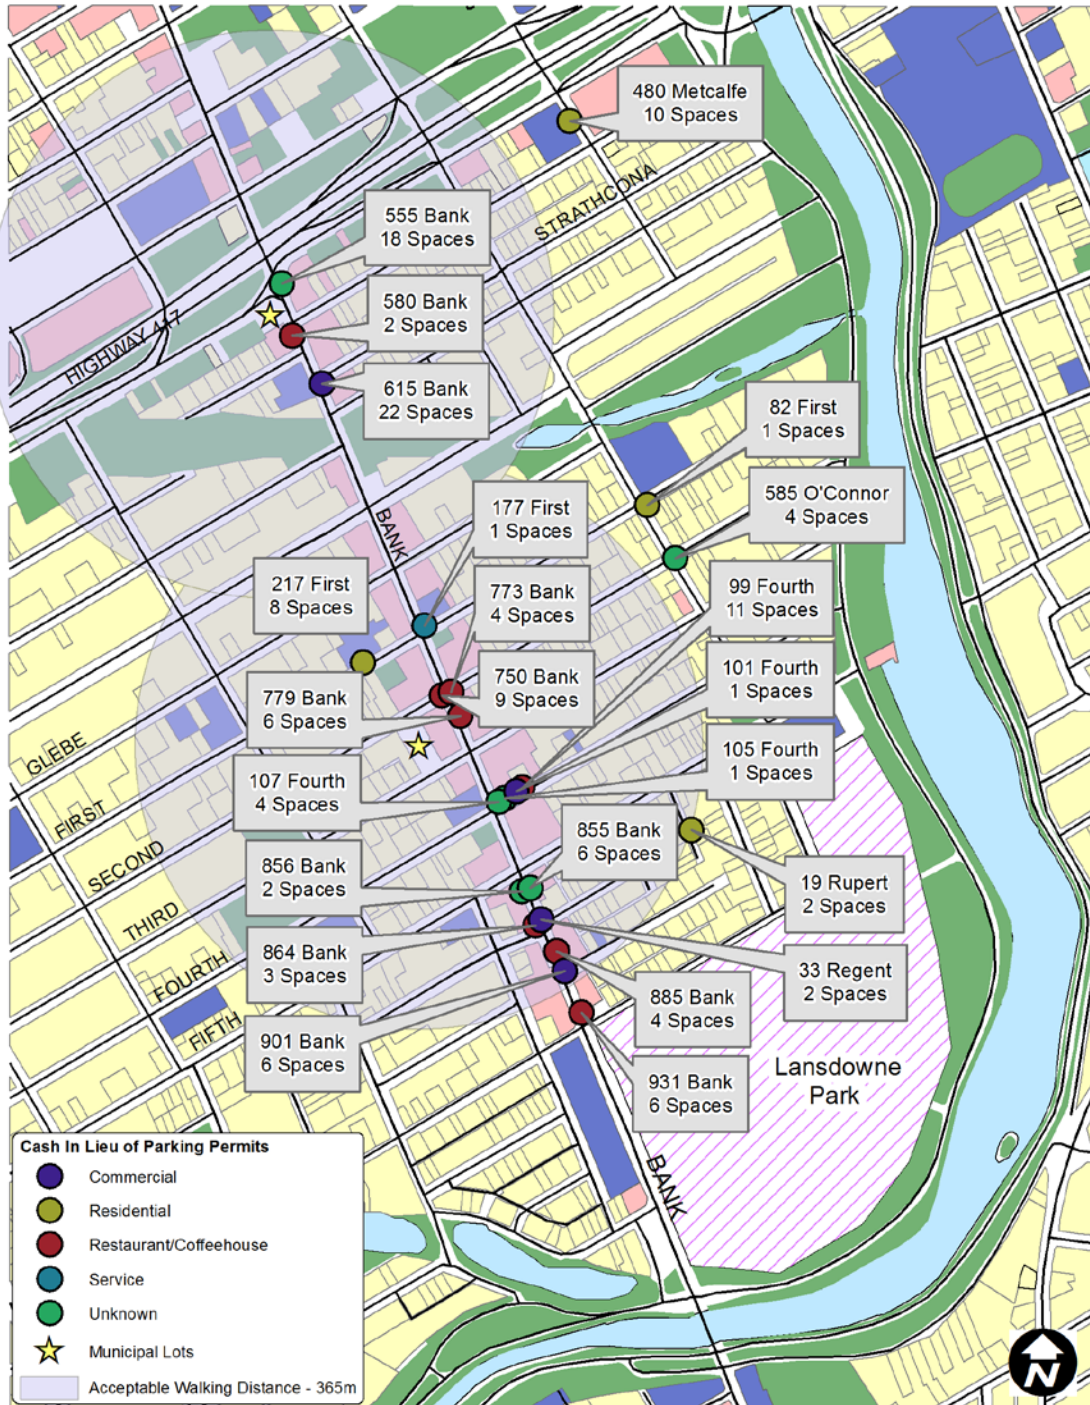 480 Metcalfe
10 Spaces
STRATHCONA
555 Bank
18 Spaces
580 Bank
2 Spaces
HIGHWAY 417
615 Bank
22 Spaces
82 First
1 Spaces
585 O'Connor
4 Spaces
177 First
1 Spaces
BANK
217 First
8 Spaces
773 Bank
4 Spaces
99 Fourth
11 Spaces
750 Bank
9 Spaces
101 Fourth
1 Spaces
779 Bank
6 Spaces
105 Fourth
1 Spaces
GLEBE
107 Fourth
4 Spaces
FIRST
855 Bank
6 Spaces
SECOND
856 Bank
2 Spaces
19 Rupert
2 Spaces
THIRD
864 Bank
3 Spaces
FOURTH
33 Regent
2 Spaces
885 Bank
4 Spaces
FIFTH
901 Bank
6 Spaces
931 Bank
6 Spaces
Lansdowne
Park
BANK
Cash In Lieu of Parking Permits
Commercial
Residential
Restaurant/Coffeehouse
Service
Unknown
Municipal Lots
Acceptable Walking Distance - 365m
N